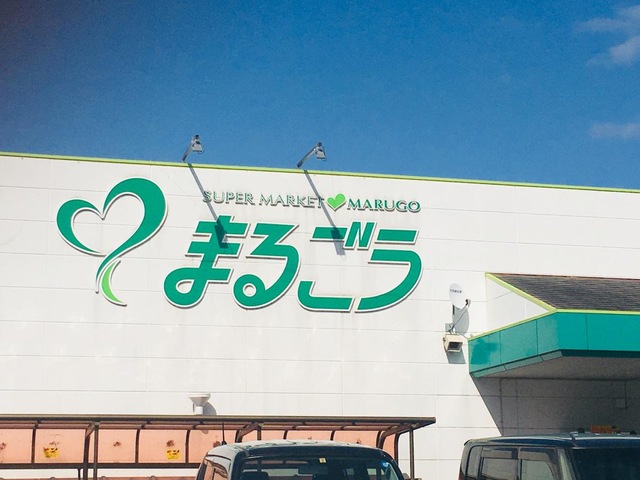 SUPER MARKET MARUGO
まるごう